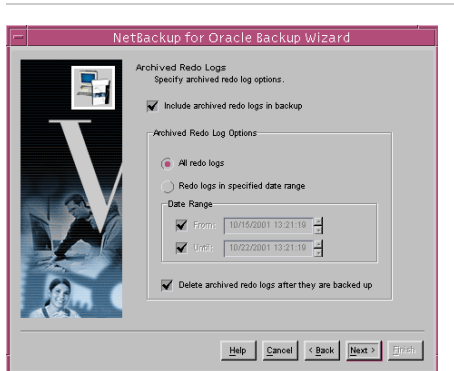 NetBackup for Oracle Backup Wizard
Archived Redo Logs
Specify archived redo log options.
Include archived redo logs in backup
Archived Redo Log Options
All redo logs
Redo logs in specified date range
Date Range
From: 10/15/2001 13:21:19
Until: 10/22/2001 13:21:19
Delete archived redo logs after they are backed up
Help Cancel < Back Next > Finish